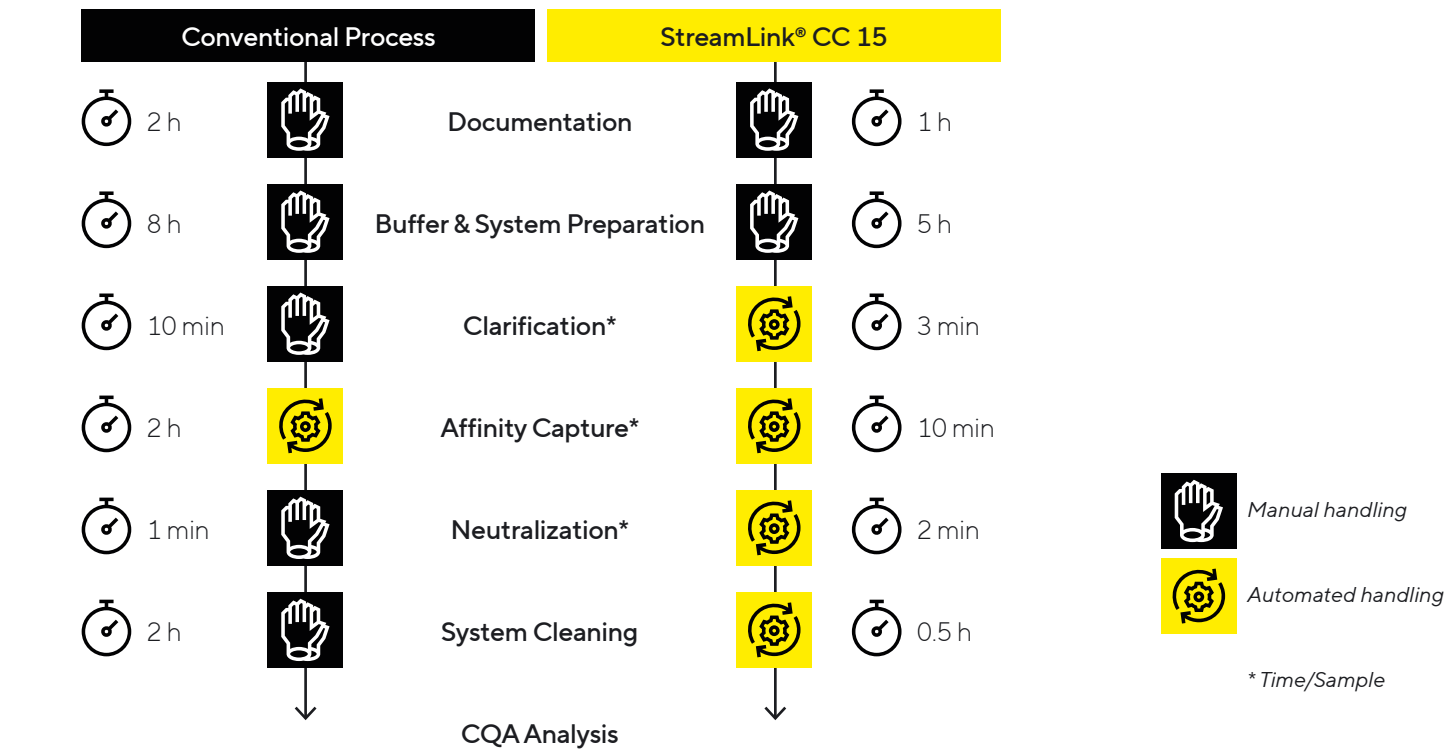 Conventional Process
StreamLink® CC 15
2 h
Documentation
1 h
8 h
Buffer & System Preparation
5 h
10 min
Clarification*
3 min
2 h
Affinity Capture*
10 min
1 min
Neutralization*
2 min
2 h
System Cleaning
0.5 h
CQA Analysis
Manual handling
Automated handling
* Time/Sample